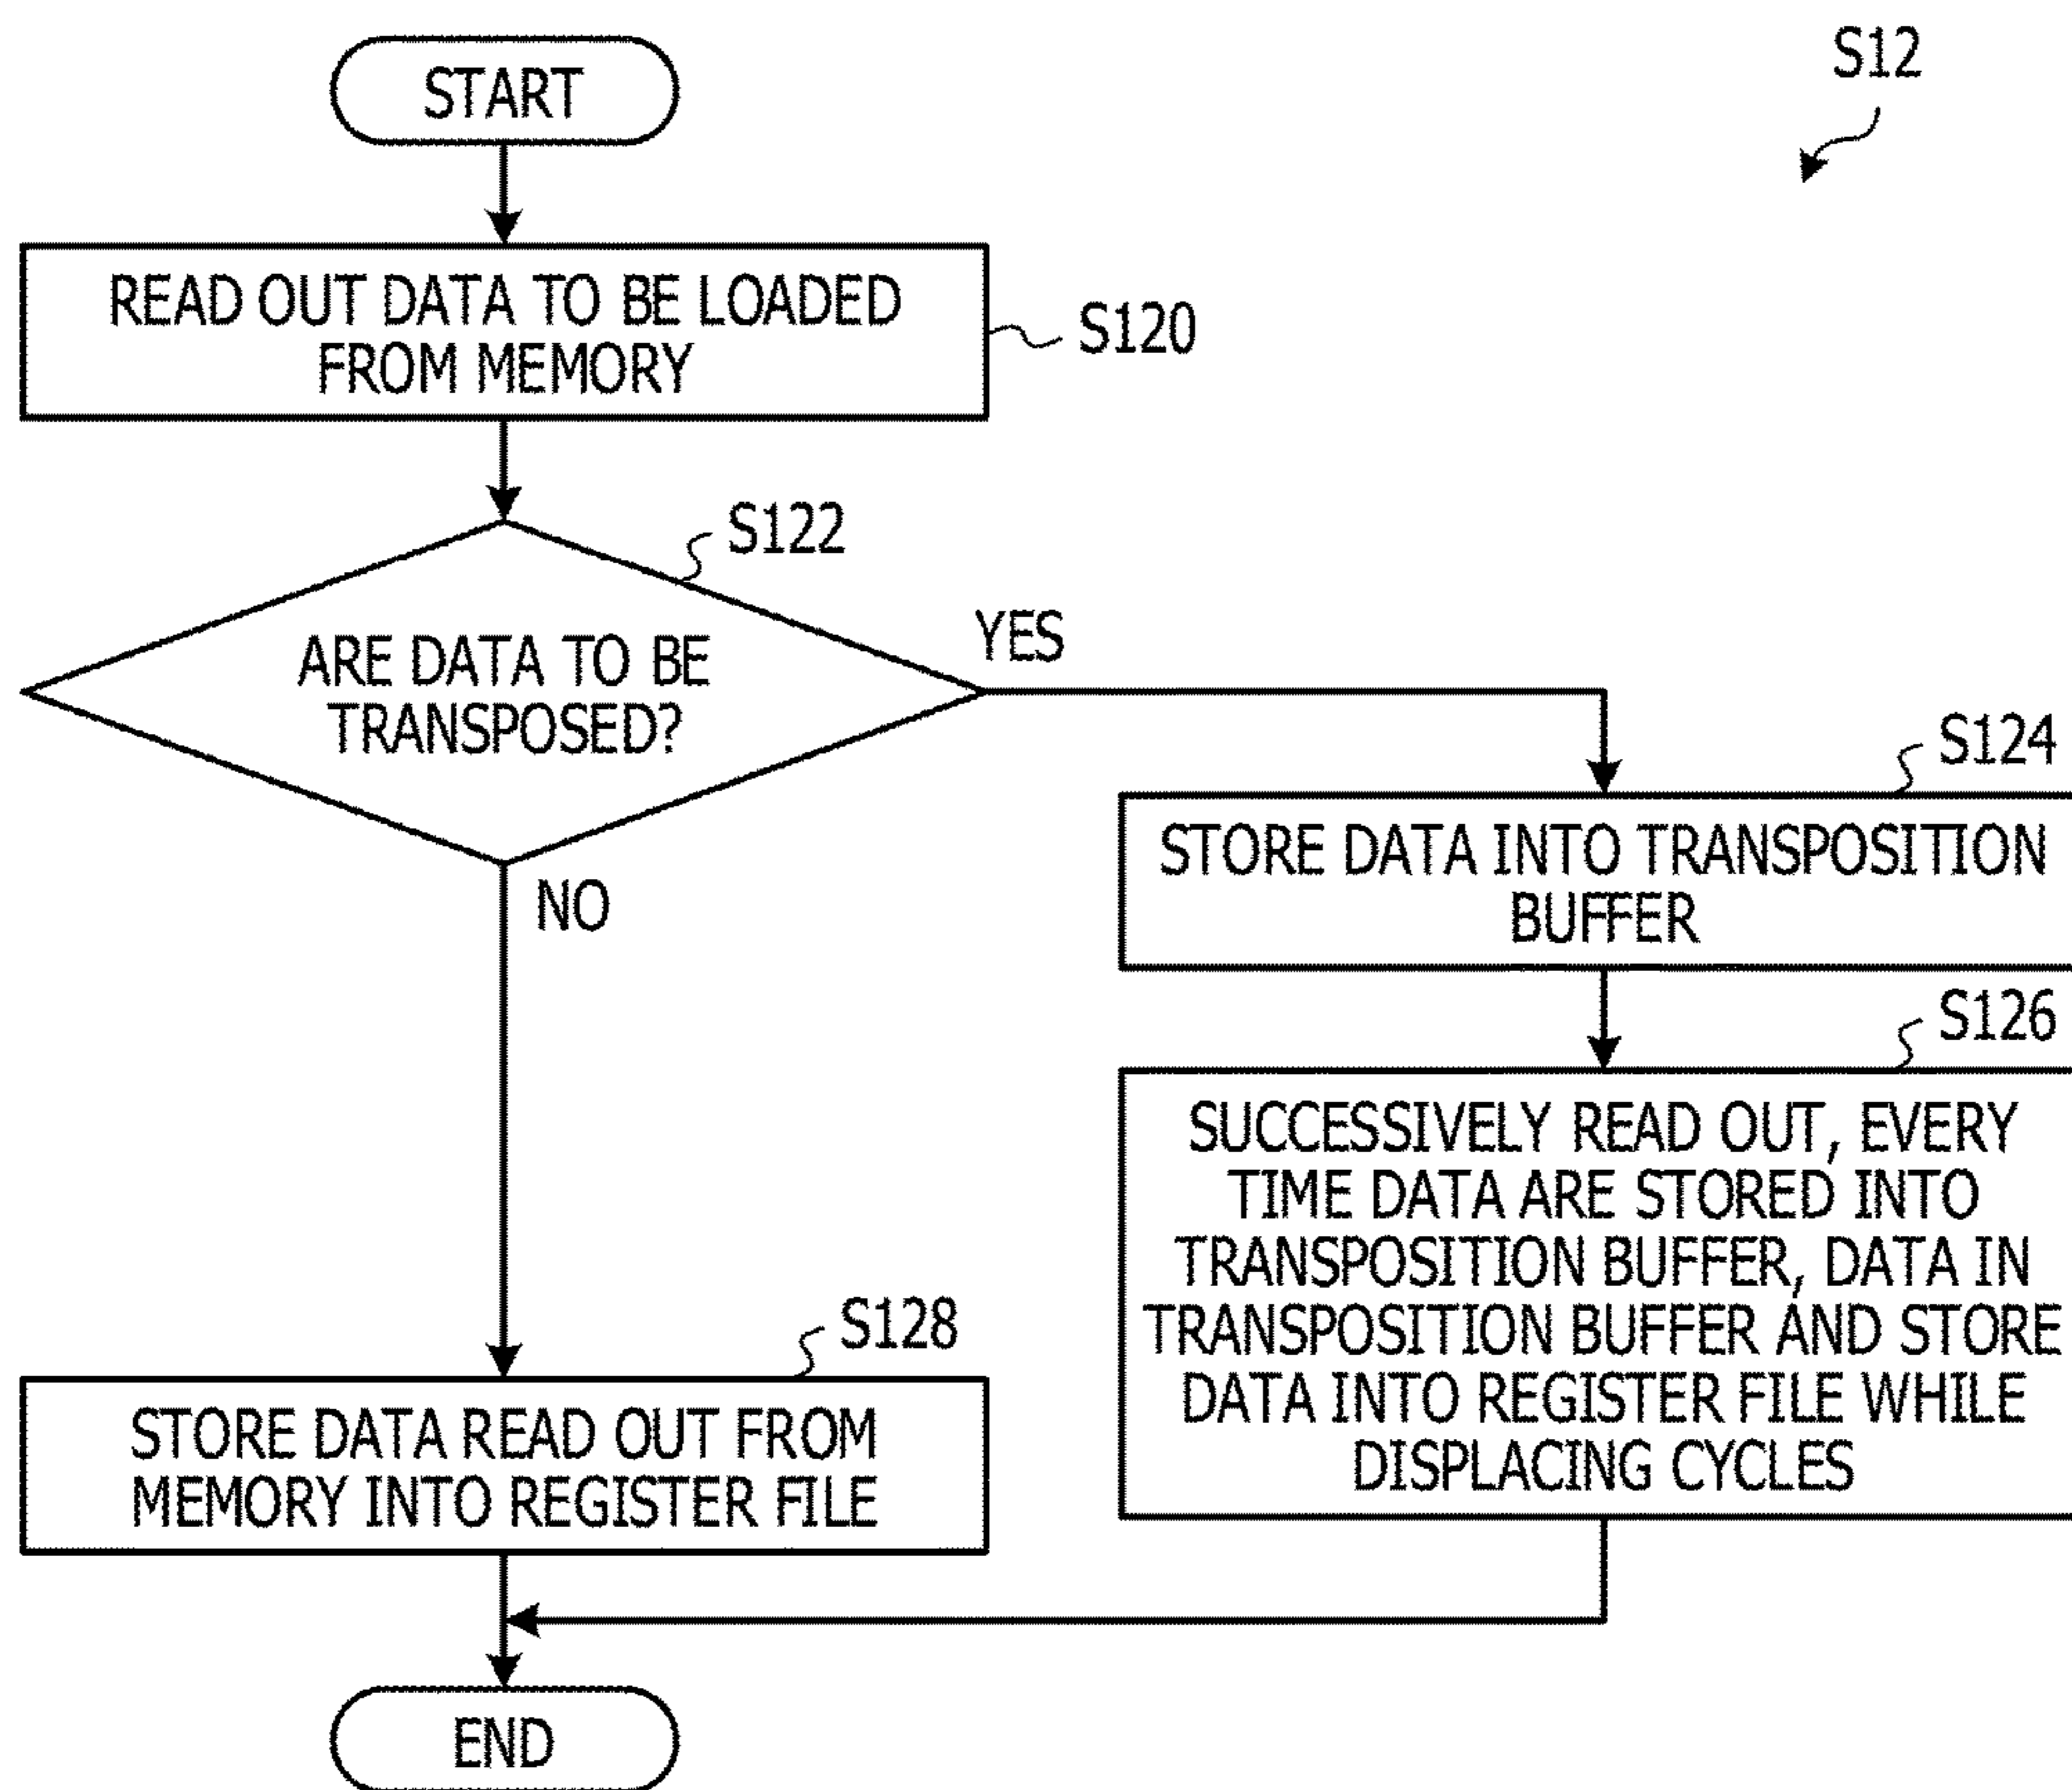 S12
START
READ OUT DATA TO BE LOADED
FROM MEMORY
S120
S122
ARE DATA TO BE
TRANSPOSED?
YES
NO
S124
STORE DATA INTO TRANSPOSITION
BUFFER
S126
SUCCESSIVELY READ OUT, EVERY
TIME DATA ARE STORED INTO
TRANSPOSITION BUFFER, DATA IN
TRANSPOSITION BUFFER AND STORE
DATA INTO REGISTER FILE WHILE
DISPLACING CYCLES
S128
STORE DATA READ OUT FROM
MEMORY INTO REGISTER FILE
END